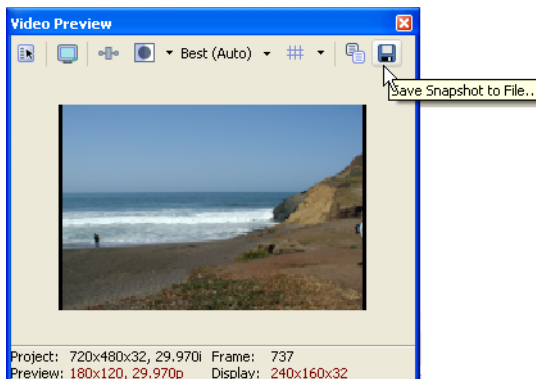 Video Preview
Best (Auto)
Save Snapshot to File..
Project: 720x480x32, 29.970i Frame: 737
Preview: 180x120, 29.970p Display: 240x160x32